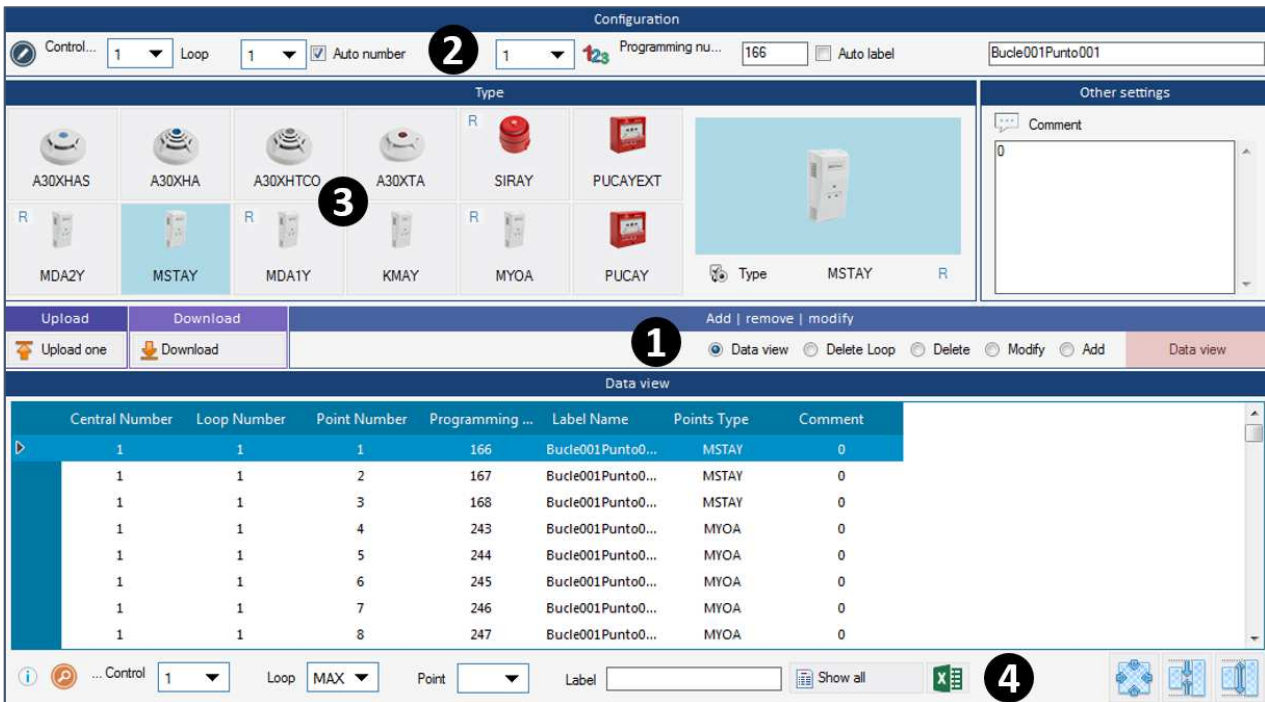 Configuration
Control... 1 Loop 1 Auto number 2 1 123 Programming nu... 166 Auto label Bucle001Punto001
Type
Other settings
R
Comment
0
A30XHAS A30XHA A30XHTCO A30XTA SIRAY PUCAYEXT
3
R R R
MDA2Y MSTAY MDA1Y KMAY MYOA PUCAY
Type MSTAY R
Upload Download Add | remove | modify
Upload one Download 1 Data view Delete Loop Delete Modify Add Data view
Data view
Central Number Loop Number Point Number Programming ... Label Name Points Type Comment
1 1 1 166 Bucle001Punto0... MSTAY 0
1 1 2 167 Bucle001Punto0... MSTAY 0
1 1 3 168 Bucle001Punto0... MSTAY 0
1 1 4 243 Bucle001Punto0... MYOA 0
1 1 5 244 Bucle001Punto0... MYOA 0
1 1 6 245 Bucle001Punto0... MYOA 0
1 1 7 246 Bucle001Punto0... MYOA 0
1 1 8 247 Bucle001Punto0... MYOA 0
i ... Control 1 Loop MAX Point Label Show all X 4